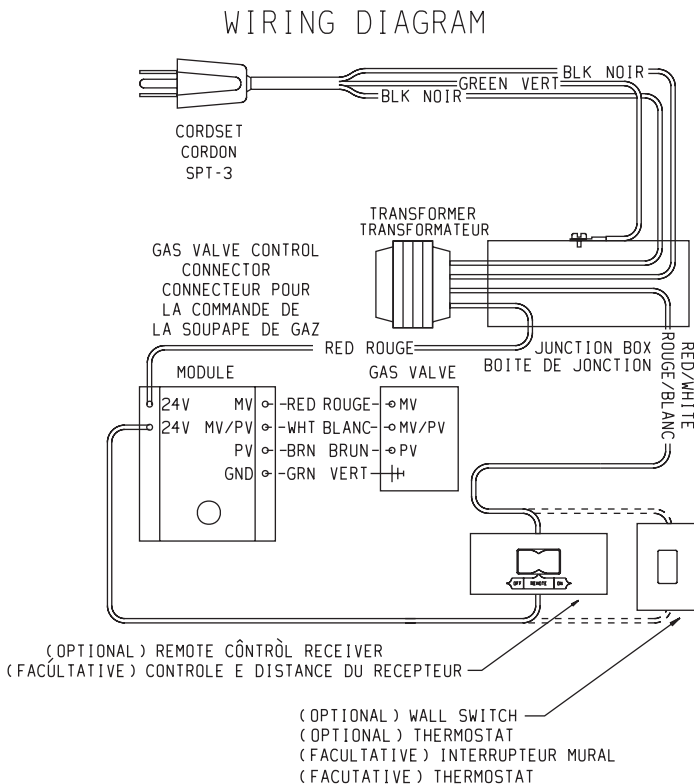 WIRING DIAGRAM
BLK NOIR
GREEN VERT
BLK NOIR
CORDSET
CORDON
SPT-3
TRANSFORMER
TRANSFORMATEUR
GAS VALVE CONTROL
CONNECTOR
CONNECTEUR POUR
LA COMMANDE DE
LA SOUPAPE DE GAZ
RED ROUGE
JUNCTION BOX
BOITE DE JONCTION
RED/WHITE
ROUGE/BLANC
MODULE
GAS VALVE
24V MV RED ROUGE MV
24V MV/PV WHT BLANC MV/PV
PV BRN BRUN PV
GND GRN VERT
OFF REMOTE ON
(OPTIONAL) REMOTE CÔNTRÒL RECEIVER
(FACÚLTATIVE) CONTROLE E DISTANCE DU RECEPTEUR
(OPTIONAL) WALL SWITCH
(OPTIONAL) THERMOSTAT
(FACULTATIVE) INTERRUPTEUR MURAL
(FACUTATIVE) THERMOSTAT